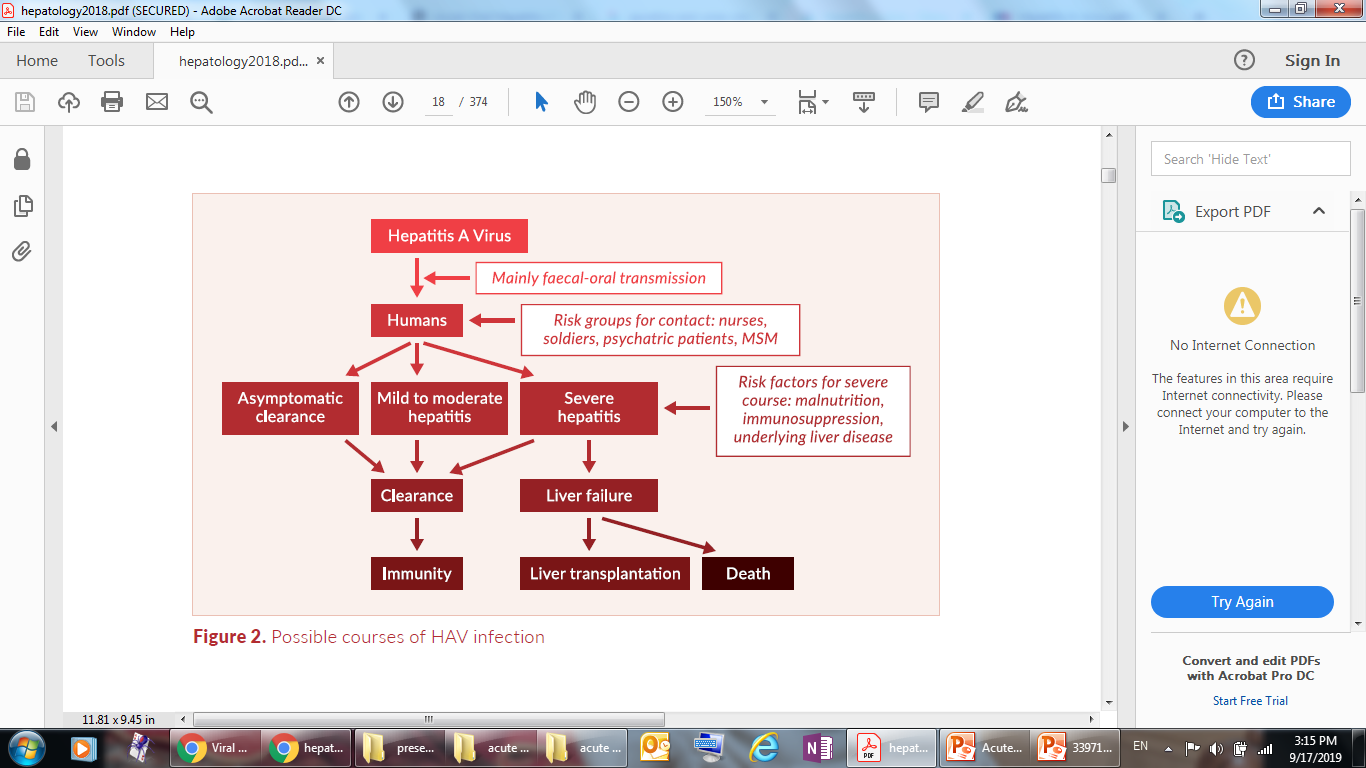 hepatology2018.pdf (SECURED) - Adobe Acrobat Reader DC
File Edit View Window Help
Home Tools hepatology2018.pd... × Sign In
18 / 374 150% Share
Search 'Hide Text'
Export PDF
No Internet Connection
The features in this area require
Internet connectivity. Please
connect your computer to the
Internet and try again.
Try Again
Convert and edit PDFs
with Acrobat Pro DC
Start Free Trial
Hepatitis A Virus
Mainly faecal-oral transmission
Humans
Risk groups for contact: nurses,
soldiers, psychatric patients, MSM
Asymptomatic
clearance
Mild to moderate
hepatitis
Severe
hepatitis
Risk factors for severe
course: malnutrition,
immunosuppression,
underlying liver disease
Clearance
Liver failure
Immunity
Liver transplantation
Death
Figure 2. Possible courses of HAV infection
11.81 x 9.45 in
Viral ... hepat... prese... acute ... acute ... hepat... Acute... 33971... EN 3:15 PM
9/17/2019